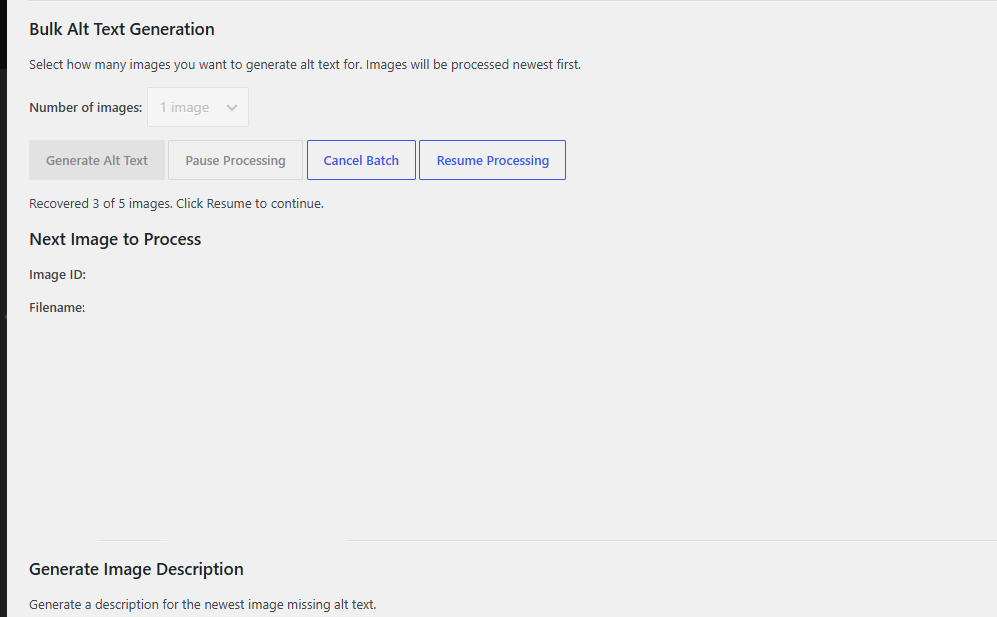 Bulk Alt Text Generation
Select how many images you want to generate alt text for. Images will be processed newest first.
Number of images: 1 image
Generate Alt Text Pause Processing Cancel Batch Resume Processing
Recovered 3 of 5 images. Click Resume to continue.
Next Image to Process
Image ID:
Filename:
Generate Image Description
Generate a description for the newest image missing alt text.